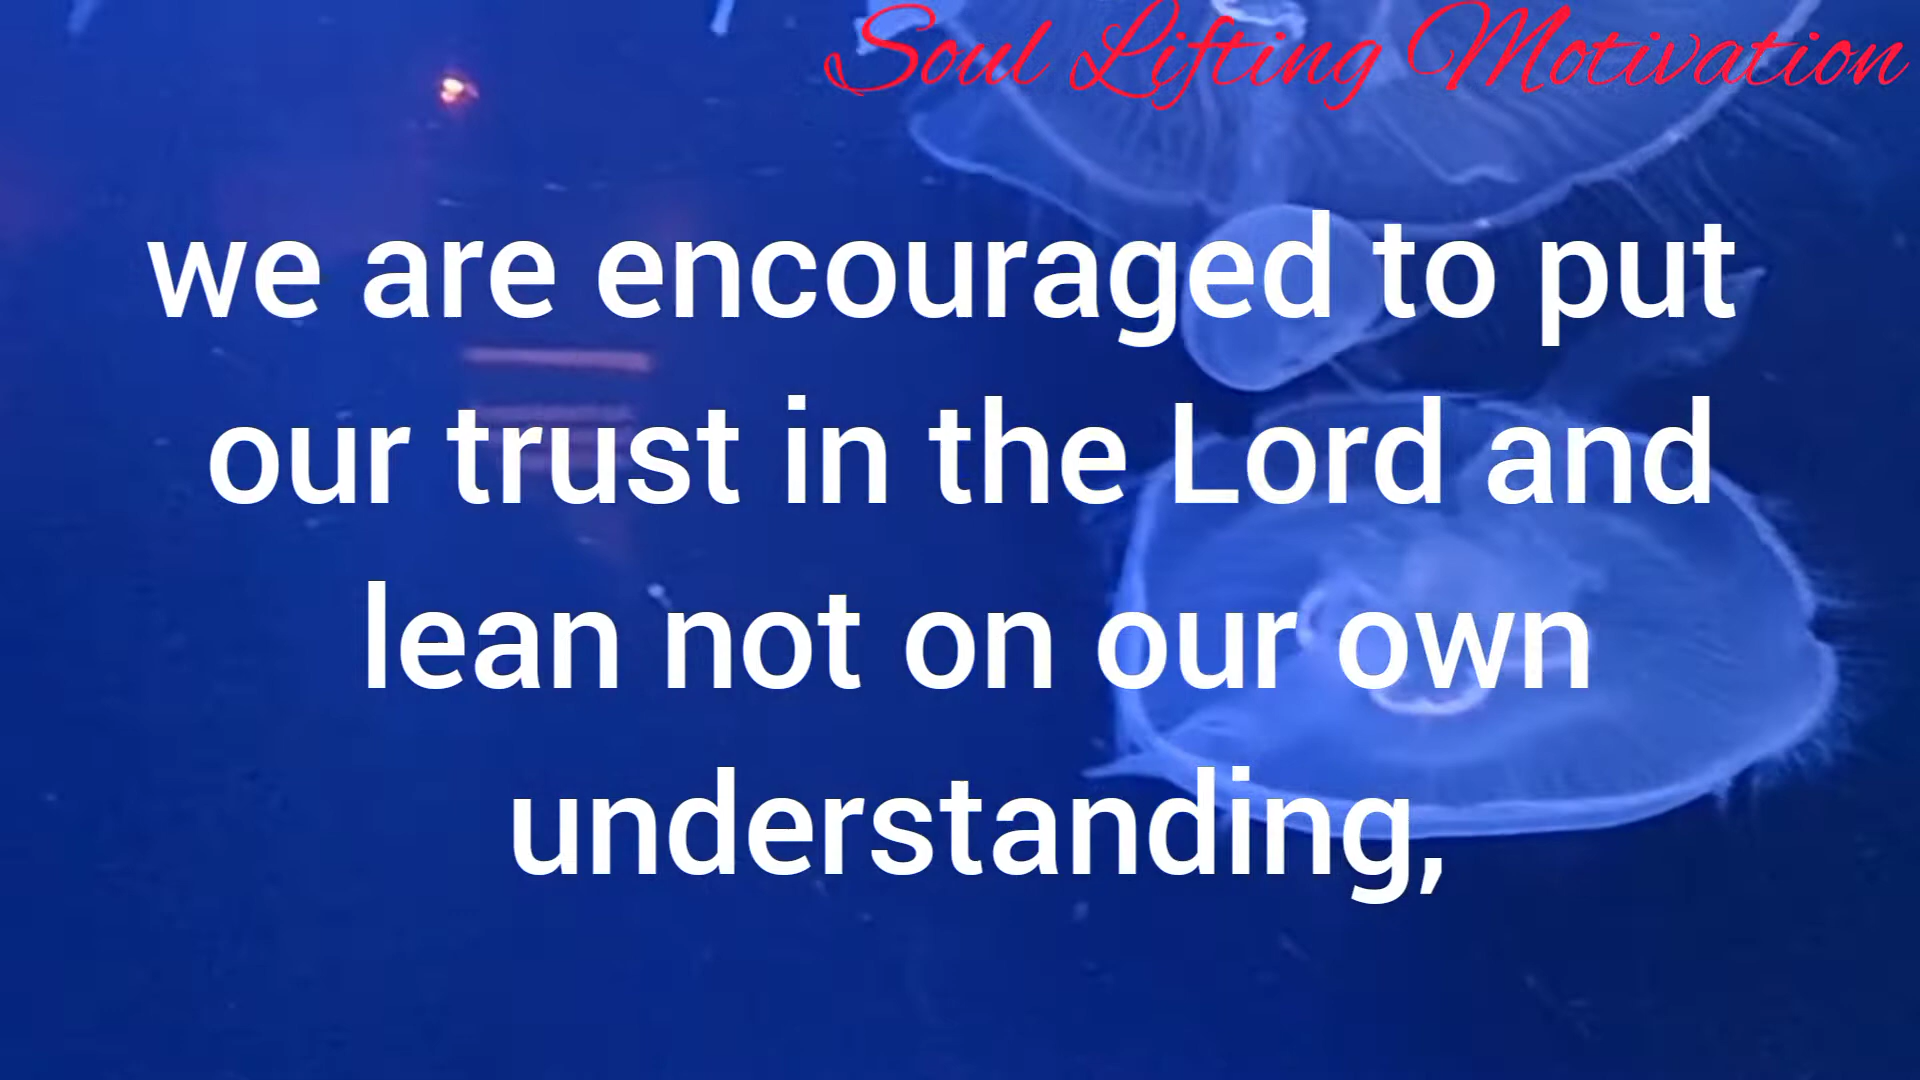 Soul Lifting Motivation
we are encouraged to put
our trust in the Lord and
lean not on our own
understanding,